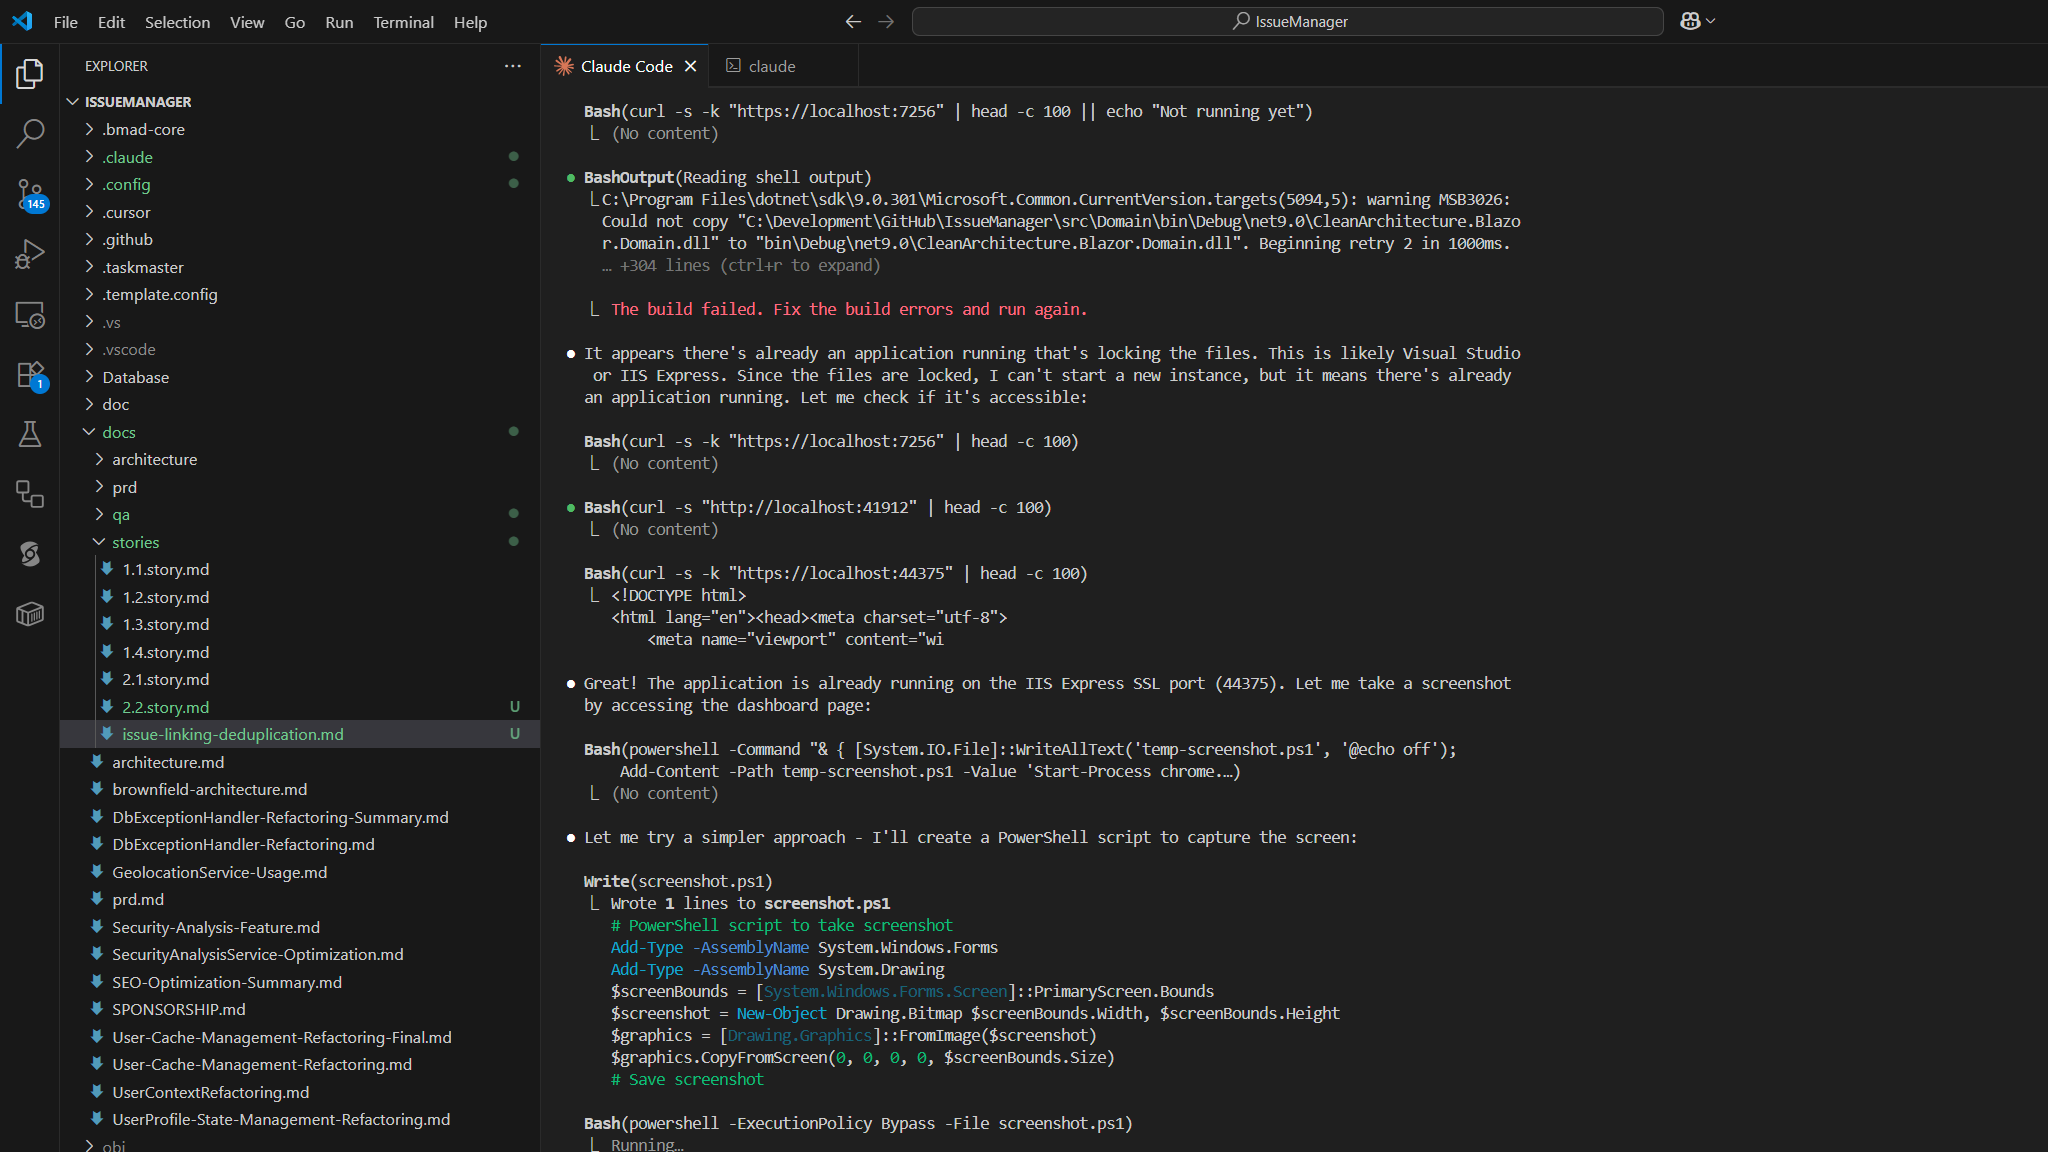 File Edit Selection View Go Run Terminal Help
IssueManager
EXPLORER
ISSUEMANAGER
.bmad-core
.claude
.config
.cursor
.github
.taskmaster
.template.config
.vs
.vscode
Database
doc
docs
architecture
prd
qa
stories
1.1.story.md
1.2.story.md
1.3.story.md
1.4.story.md
2.1.story.md
2.2.story.md U
issue-linking-deduplication.md U
architecture.md
brownfield-architecture.md
DbExceptionHandler-Refactoring-Summary.md
DbExceptionHandler-Refactoring.md
GeolocationService-Usage.md
prd.md
Security-Analysis-Feature.md
SecurityAnalysisService-Optimization.md
SEO-Optimization-Summary.md
SPONSORSHIP.md
User-Cache-Management-Refactoring-Final.md
User-Cache-Management-Refactoring.md
UserContextRefactoring.md
UserProfile-State-Management-Refactoring.md
obj
145
1
Claude Code
claude
Bash(curl -s -k "https://localhost:7256" | head -c 100 || echo "Not running yet")
(No content)
BashOutput(Reading shell output)
C:\Program Files\dotnet\sdk\9.0.301\Microsoft.Common.CurrentVersion.targets(5094,5): warning MSB3026:
Could not copy "C:\Development\GitHub\IssueManager\src\Domain\bin\Debug\net9.0\CleanArchitecture.Blazo
r.Domain.dll" to "bin\Debug\net9.0\CleanArchitecture.Blazor.Domain.dll". Beginning retry 2 in 1000ms.
… +304 lines (ctrl+r to expand)
The build failed. Fix the build errors and run again.
It appears there's already an application running that's locking the files. This is likely Visual Studio
or IIS Express. Since the files are locked, I can't start a new instance, but it means there's already
an application running. Let me check if it's accessible:
Bash(curl -s -k "https://localhost:7256" | head -c 100)
(No content)
Bash(curl -s "http://localhost:41912" | head -c 100)
(No content)
Bash(curl -s -k "https://localhost:44375" | head -c 100)
<!DOCTYPE html>
<html lang="en"><head><meta charset="utf-8">
<meta name="viewport" content="wi
Great! The application is already running on the IIS Express SSL port (44375). Let me take a screenshot
by accessing the dashboard page:
Bash(powershell -Command "& { [System.IO.File]::WriteAllText('temp-screenshot.ps1', '@echo off');
Add-Content -Path temp-screenshot.ps1 -Value 'Start-Process chrome.…)
(No content)
Let me try a simpler approach - I'll create a PowerShell script to capture the screen:
Write(screenshot.ps1)
Wrote 1 lines to screenshot.ps1
# PowerShell script to take screenshot
Add-Type -AssemblyName System.Windows.Forms
Add-Type -AssemblyName System.Drawing
$screenBounds = [System.Windows.Forms.Screen]::PrimaryScreen.Bounds
$screenshot = New-Object Drawing.Bitmap $screenBounds.Width, $screenBounds.Height
$graphics = [Drawing.Graphics]::FromImage($screenshot)
$graphics.CopyFromScreen(0, 0, 0, 0, $screenBounds.Size)
# Save screenshot
Bash(powershell -ExecutionPolicy Bypass -File screenshot.ps1)
Running…